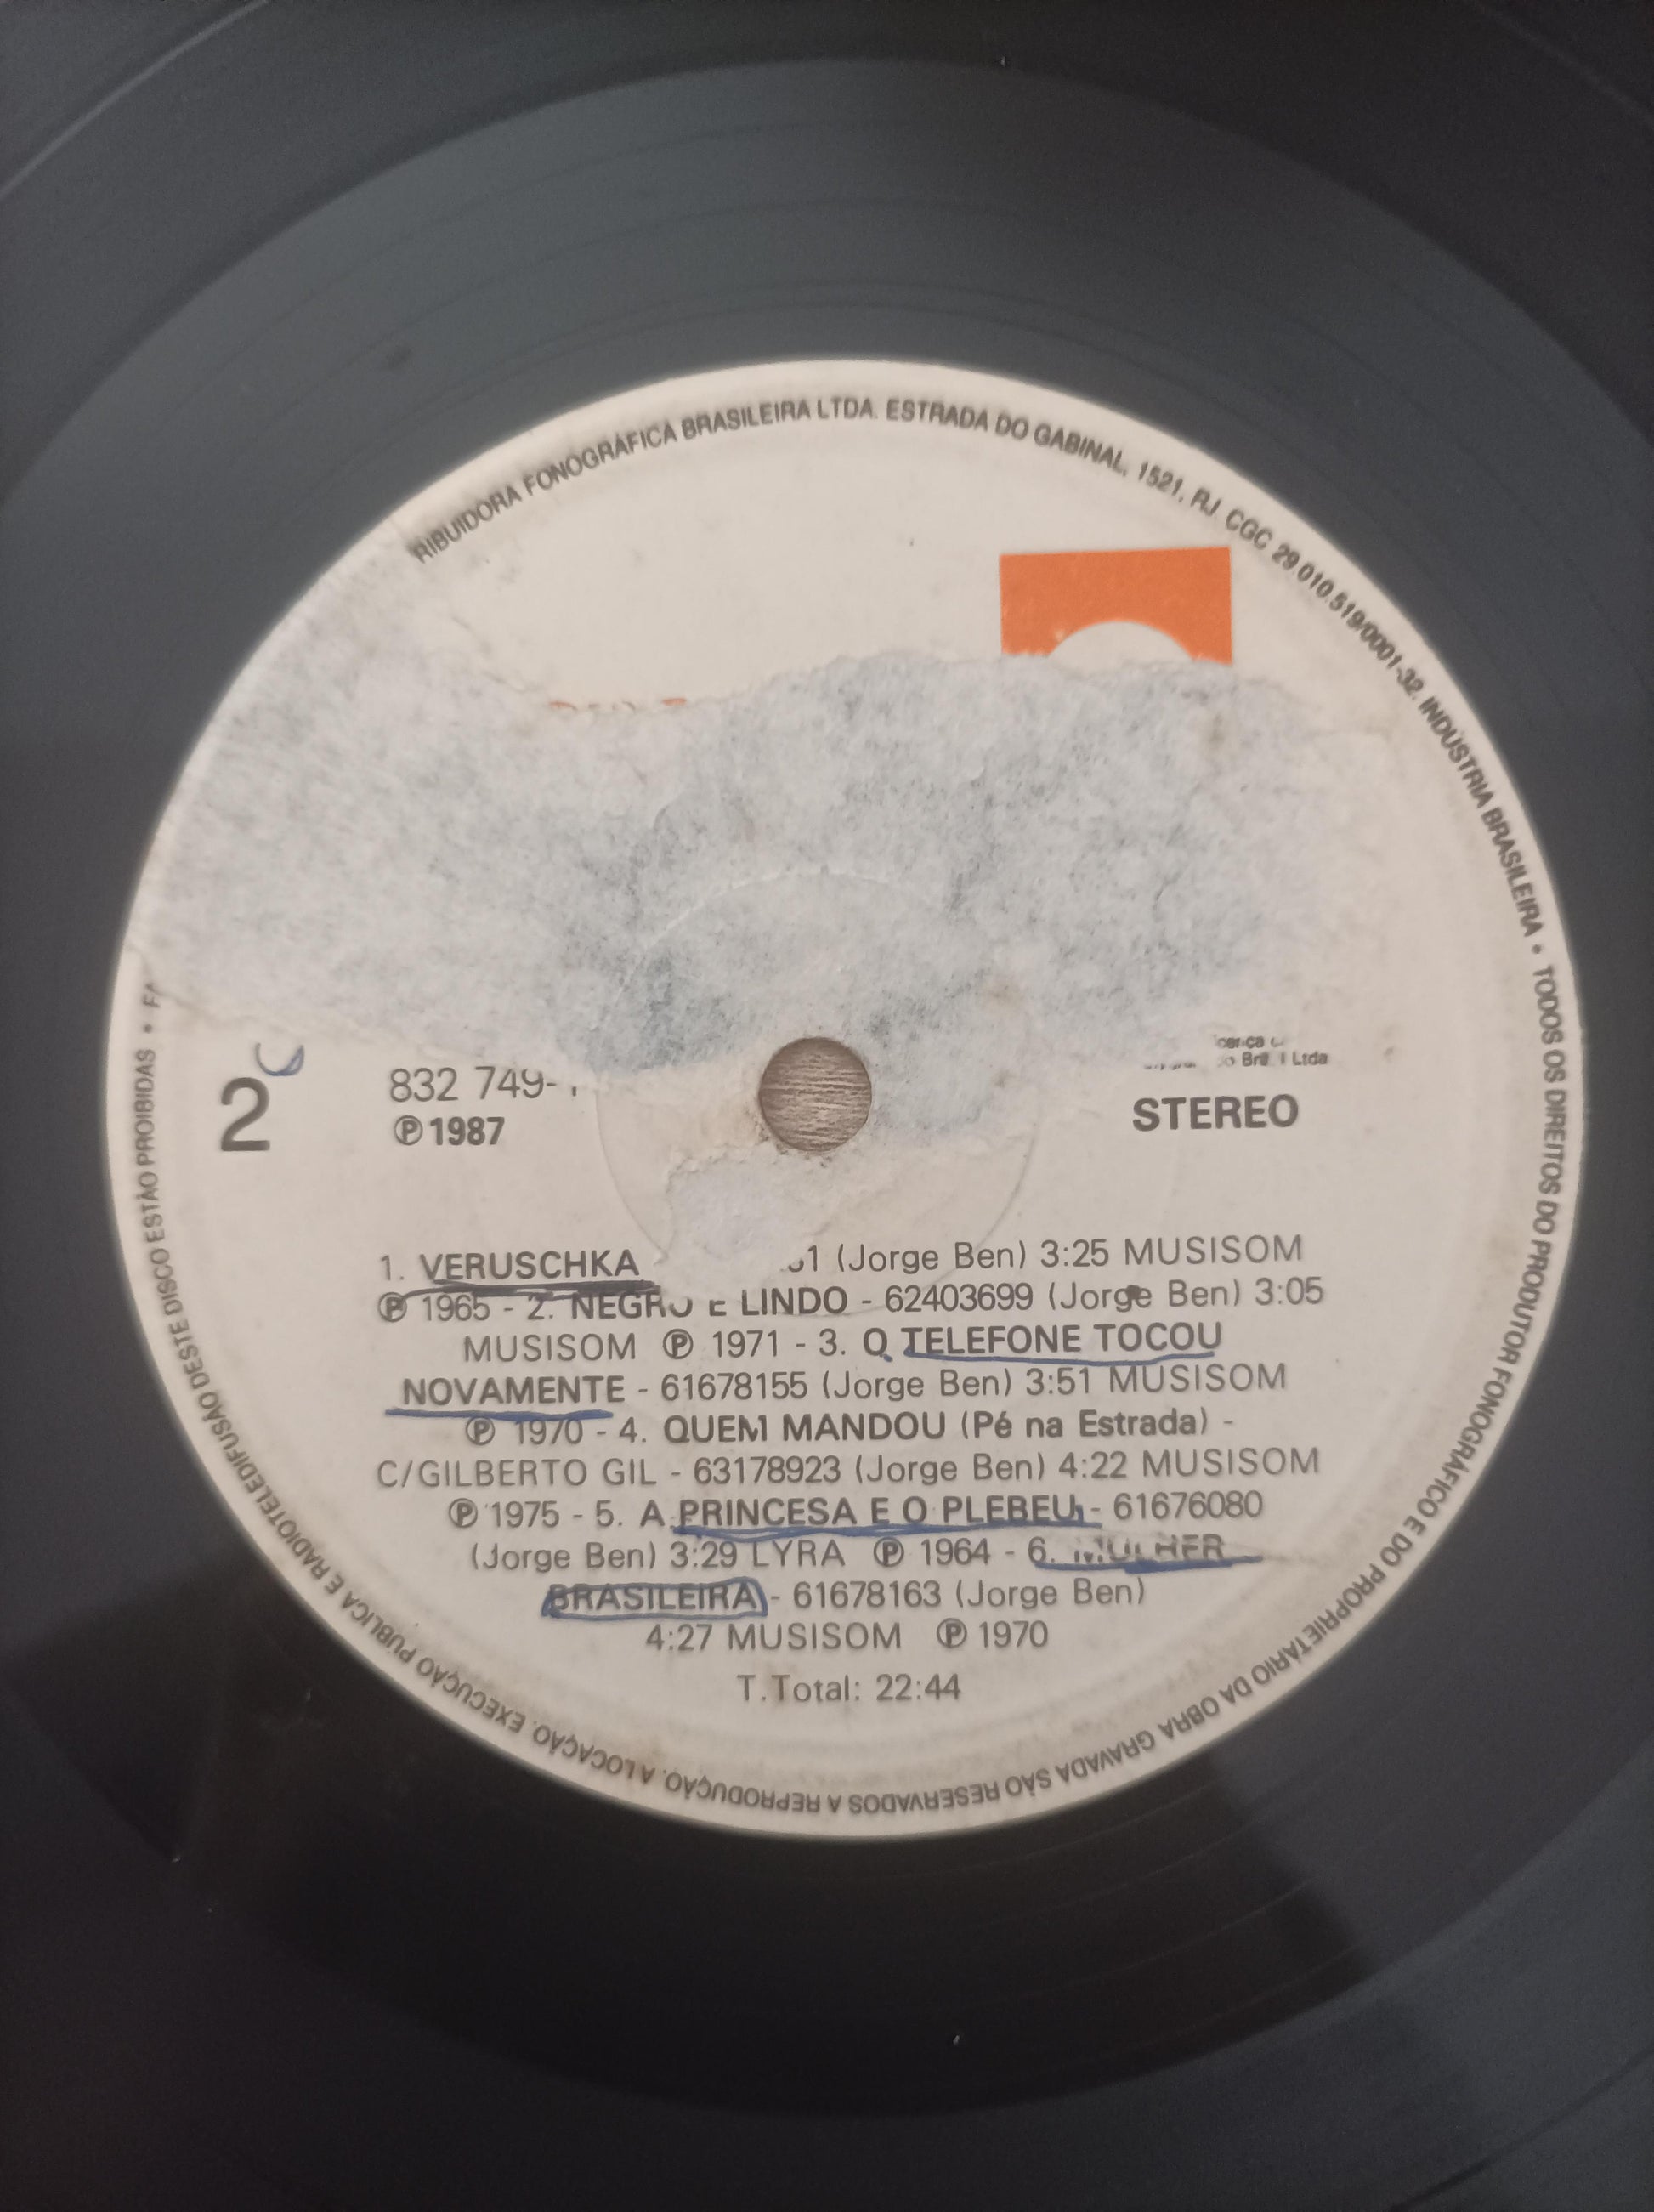 FONOGRÁFICA BRASILEIRA LTDA. ESTRADA DO GABINAL, 1521, RJ CGC 29.010.519/0001-32. INDÚSTRIA BRASILEIRA • TODOS OS DIREITOS DO PRODUTOR FONOGRÁFICO E DO PROPRIETÁRIO DA OBRA GRAVADA SÃO RESERVADOS A REPRODUÇÃO. A LOCAÇÃO. EXECUÇÃO PUBLICA E RADIOTELEDIFUSÃO DESTE DISCO ESTÃO PROIBIDAS •
Ltda
2
832 749-
℗1987
STEREO
1. VERUSCHKA (Jorge Ben) 3:25 MUSISOM
℗ 1965 - 2. NEGRO E LINDO - 62403699 (Jorge Ben) 3:05
MUSISOM ℗ 1971 - 3. O TELEFONE TOCOU
NOVAMENTE - 61678155 (Jorge Ben) 3:51 MUSISOM
℗ 1970 - 4. QUEM MANDOU (Pé na Estrada) -
C/GILBERTO GIL - 63178923 (Jorge Ben) 4:22 MUSISOM
℗ 1975 - 5. A PRINCESA E O PLEBEU - 61676080
(Jorge Ben) 3:29 LYRA ℗ 1964 - 6. MULHER
BRASILEIRA - 61678163 (Jorge Ben)
4:27 MUSISOM ℗ 1970
T.Total: 22:44